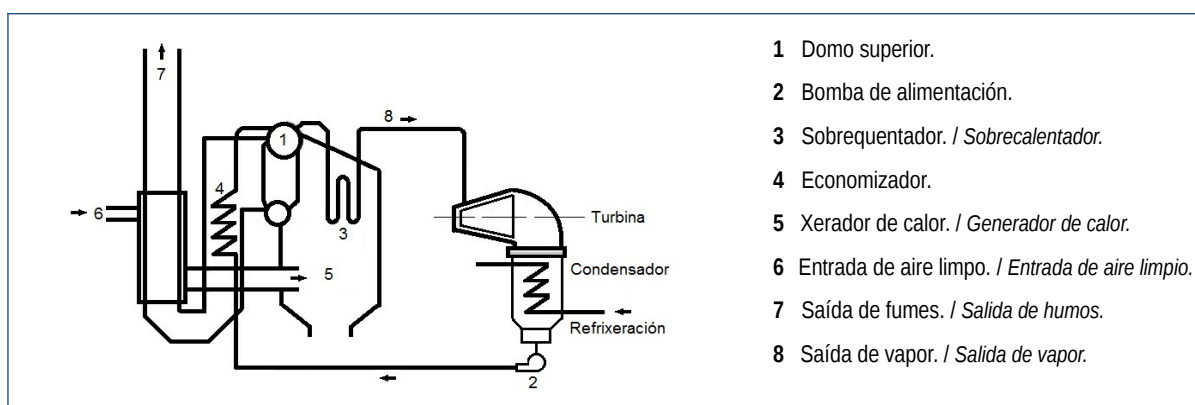 7
8
1
4
6
3
5
2
Turbina
Condensador
Refrixeración
1 Domo superior.
2 Bomba de alimentación.
3 Sobrequentador. / Sobrecalentador.
4 Economizador.
5 Xerador de calor. / Generador de calor.
6 Entrada de aire limpo. / Entrada de aire limpio.
7 Saída de fumes. / Salida de humos.
8 Saída de vapor. / Salida de vapor.